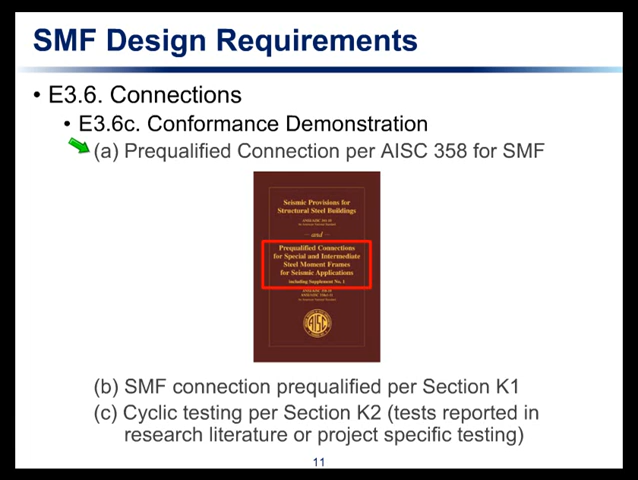 SMF Design Requirements
• E3.6. Connections
• E3.6c. Conformance Demonstration
(a) Prequalified Connection per AISC 358 for SMF
Seismic Provisions for
Structural Steel Buildings
and
Prequalified Connections
for Special and Intermediate
Steel Moment Frames
for Seismic Applications
including Supplement No. 1
AISC
(b) SMF connection prequalified per Section K1
(c) Cyclic testing per Section K2 (tests reported in
research literature or project specific testing)
11